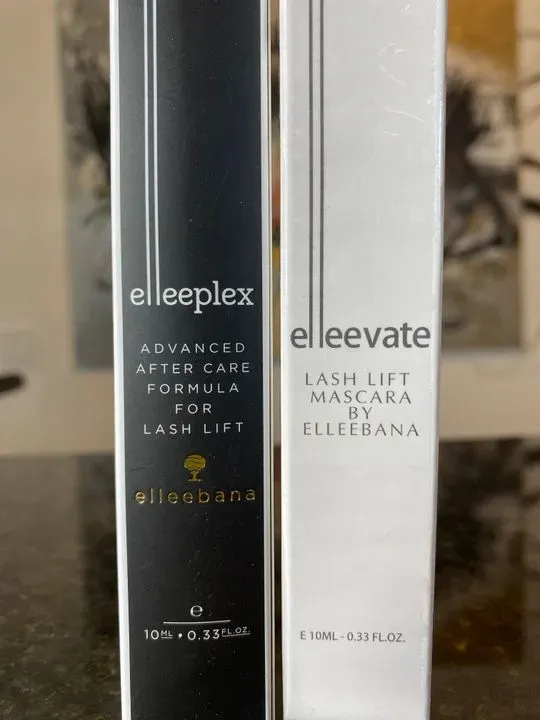 elleeplex
ADVANCED
AFTER CARE
FORMULA
FOR
LASH LIFT
elleebana
e
10ML • 0.33FL.OZ.
elleevate
LASH LIFT
MASCARA
BY
ELLEEBANA
E 10ML - 0.33 FL.OZ.